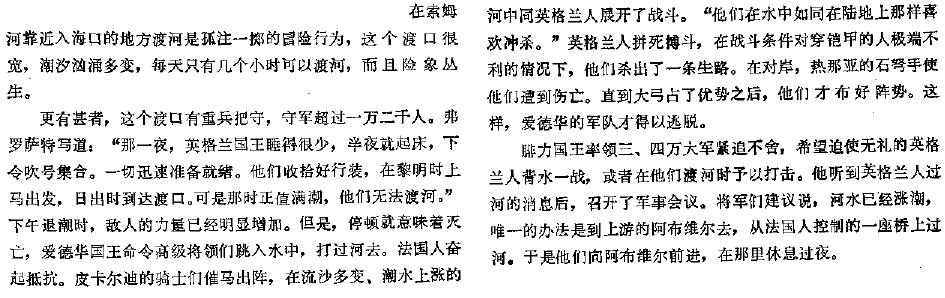 在索姆
河靠近入海口的地方渡河是孤注一掷的冒险行为，这个渡口很
宽，潮汐汹涌多变，每天只有几个小时可以渡河，而且险象丛
生。
更有甚者，这个渡口有重兵把守，守军超过一万二千人。弗
罗萨特写道：“那一夜，英格兰国王睡得很少，半夜就起床，下
令吹号集合。一切迅速准备就绪。他们收拾好行装，在黎明时上
马出发，日出时到达渡口。可是那时正值满潮，他们无法渡河。”
下午退潮时，敌人的力量已经明显增加。但是，停顿就意味着灭
亡，爱德华国王命令高级将领们跳入水中，打过河去。法国人奋
起抵抗。皮卡尔迪的骑士们催马出阵，在流沙多变、潮水上涨的
河中同英格兰人展开了战斗。“他们在水中如同在陆地上那样喜
欢冲杀。”英格兰人拼死搏斗，在战斗条件对穿铠甲的人极端不
利的情况下，他们杀出了一条生路。在对岸，热那亚的石弩手使
他们遭到伤亡。直到大弓占了优势之后，他们才布好阵势。这
样，爱德华的军队才得以逃脱。
腓力国王率领三、四万大军紧追不舍，希望迫使无礼的英格
兰人背水一战，或者在他们渡河时予以打击。他听到英格兰人过
河的消息后，召开了军事会议。将军们建议说，河水已经涨潮，
唯一的办法是到上游的阿布维尔去，从法国人控制的一座桥上过
河。于是他们向阿布维尔前进，在那里休息过夜。